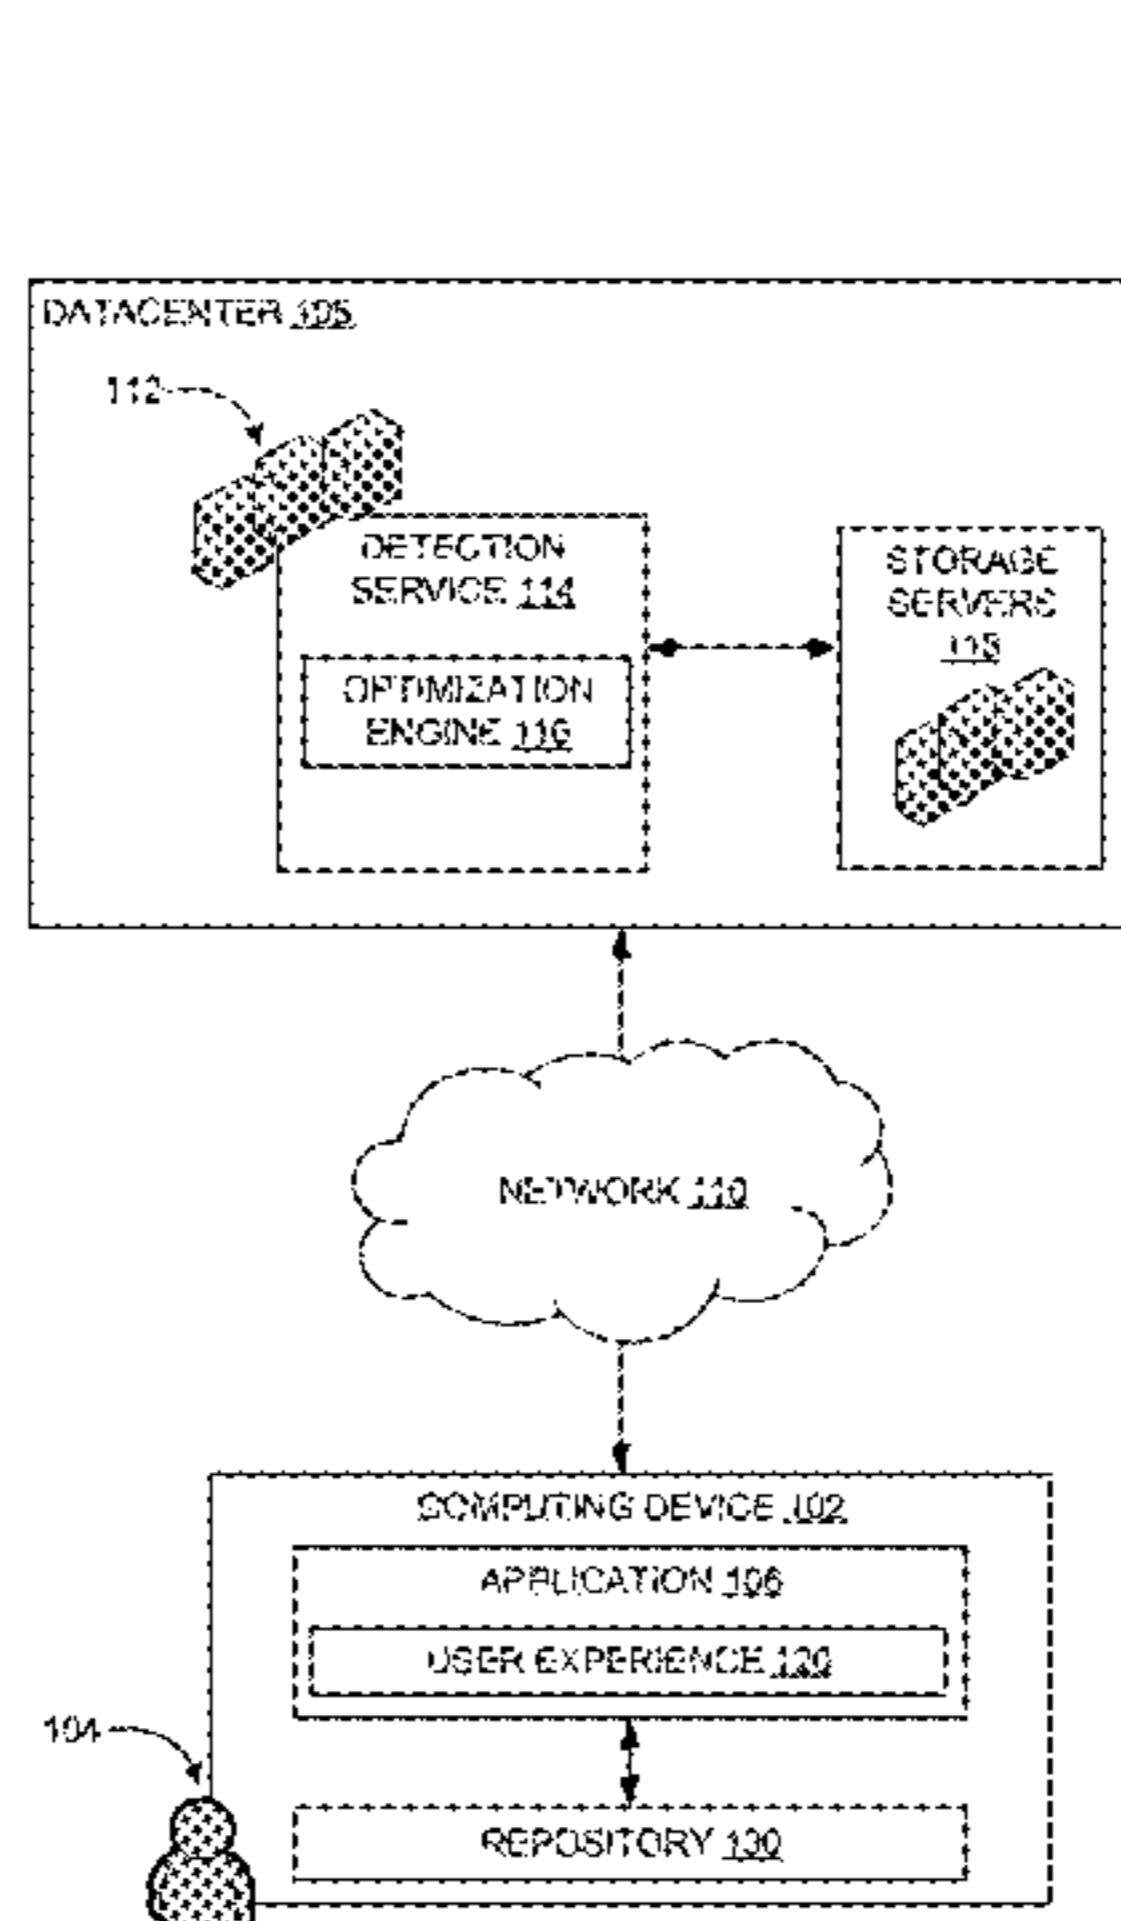 DATACENTER
112
DETECTION
SERVICE 114
STORAGE
SERVERS
OPTIMIZATION
ENGINE 116
NETWORK 110
COMPUTING DEVICE 102
APPLICATION 106
USER EXPERIENCE 120
104
REPOSITORY 130